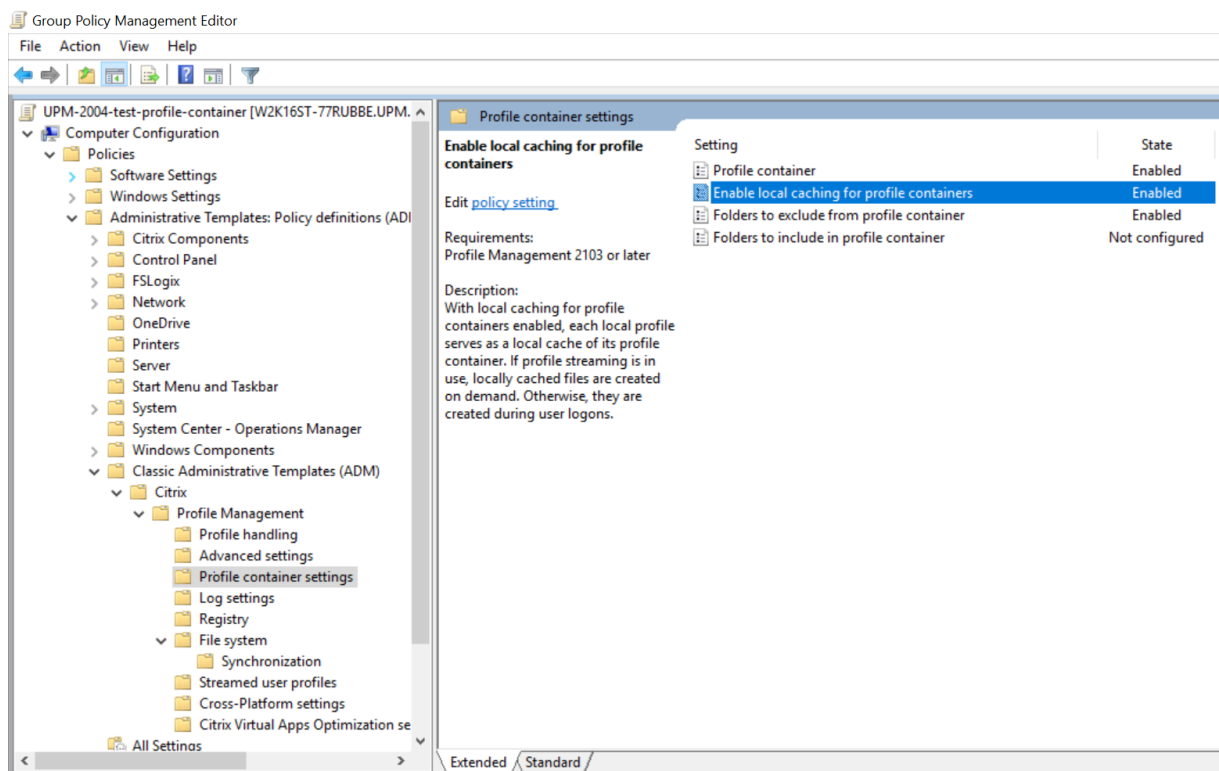 Group Policy Management Editor
File Action View Help
UPM-2004-test-profile-container [W2K16ST-77RUBBE.UPM.
Computer Configuration
Policies
Software Settings
Windows Settings
Administrative Templates: Policy definitions (ADI
Citrix Components
Control Panel
FSLogix
Network
OneDrive
Printers
Server
Start Menu and Taskbar
System
System Center - Operations Manager
Windows Components
Classic Administrative Templates (ADM)
Citrix
Profile Management
Profile handling
Advanced settings
Profile container settings
Log settings
Registry
File system
Synchronization
Streamed user profiles
Cross-Platform settings
Citrix Virtual Apps Optimization se
All Settings
Profile container settings
Enable local caching for profile
containers
Edit policy setting
Requirements:
Profile Management 2103 or later
Description:
With local caching for profile
containers enabled, each local profile
serves as a local cache of its profile
container. If profile streaming is in
use, locally cached files are created
on demand. Otherwise, they are
created during user logons.
Setting State
Profile container Enabled
Enable local caching for profile containers Enabled
Folders to exclude from profile container Enabled
Folders to include in profile container Not configured
Extended Standard